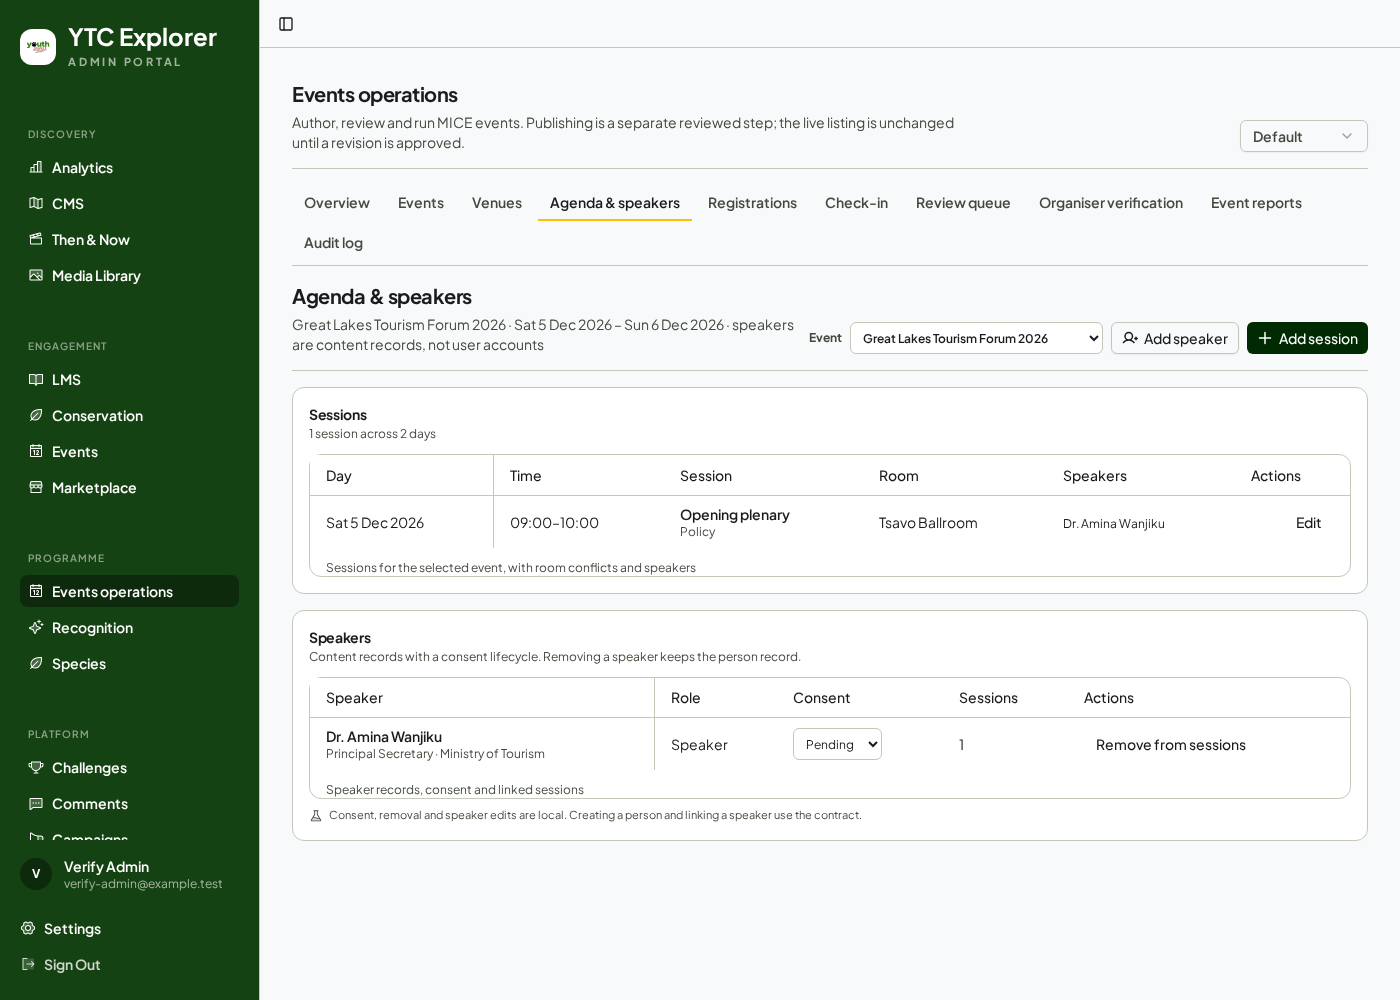 youth
YTC Explorer
ADMIN PORTAL
DISCOVERY
Analytics
CMS
Then & Now
Media Library
ENGAGEMENT
LMS
Conservation
Events
Marketplace
PROGRAMME
Events operations
Recognition
Species
PLATFORM
Challenges
Comments
Campaigns
V
Verify Admin
verify-admin@example.test
Settings
Sign Out
Events operations
Author, review and run MICE events. Publishing is a separate reviewed step; the live listing is unchanged
until a revision is approved.
Default
Overview
Events
Venues
Agenda & speakers
Registrations
Check-in
Review queue
Organiser verification
Event reports
Audit log
Agenda & speakers
Great Lakes Tourism Forum 2026 · Sat 5 Dec 2026 – Sun 6 Dec 2026 · speakers
are content records, not user accounts
Event
Great Lakes Tourism Forum 2026
Add speaker
Add session
Sessions
1 session across 2 days
Day Time Session Room Speakers Actions
Sat 5 Dec 2026 09:00–10:00 Opening plenary Tsavo Ballroom Dr. Amina Wanjiku Edit
Policy
Sessions for the selected event, with room conflicts and speakers
Speakers
Content records with a consent lifecycle. Removing a speaker keeps the person record.
Speaker Role Consent Sessions Actions
Dr. Amina Wanjiku Speaker Pending 1 Remove from sessions
Principal Secretary · Ministry of Tourism
Speaker records, consent and linked sessions
Consent, removal and speaker edits are local. Creating a person and linking a speaker use the contract.